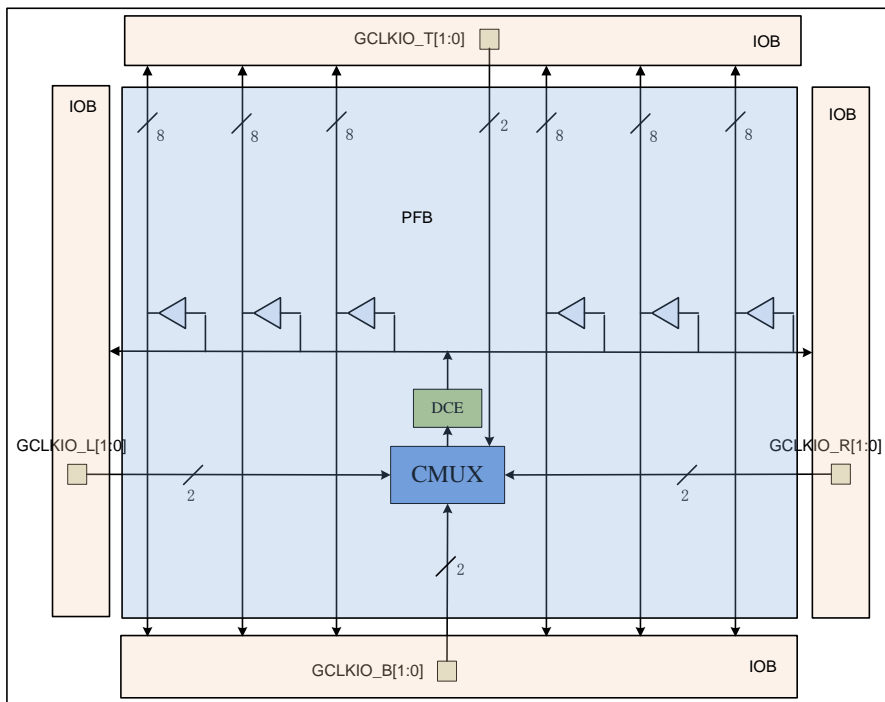 GCLKIO_T[1:0]
IOB
IOB
IOB
8
8
8
2
8
8
8
PFB
DCE
GCLKIO_L[1:0]
GCLKIO_R[1:0]
CMUX
2
2
2
GCLKIO_B[1:0]
IOB